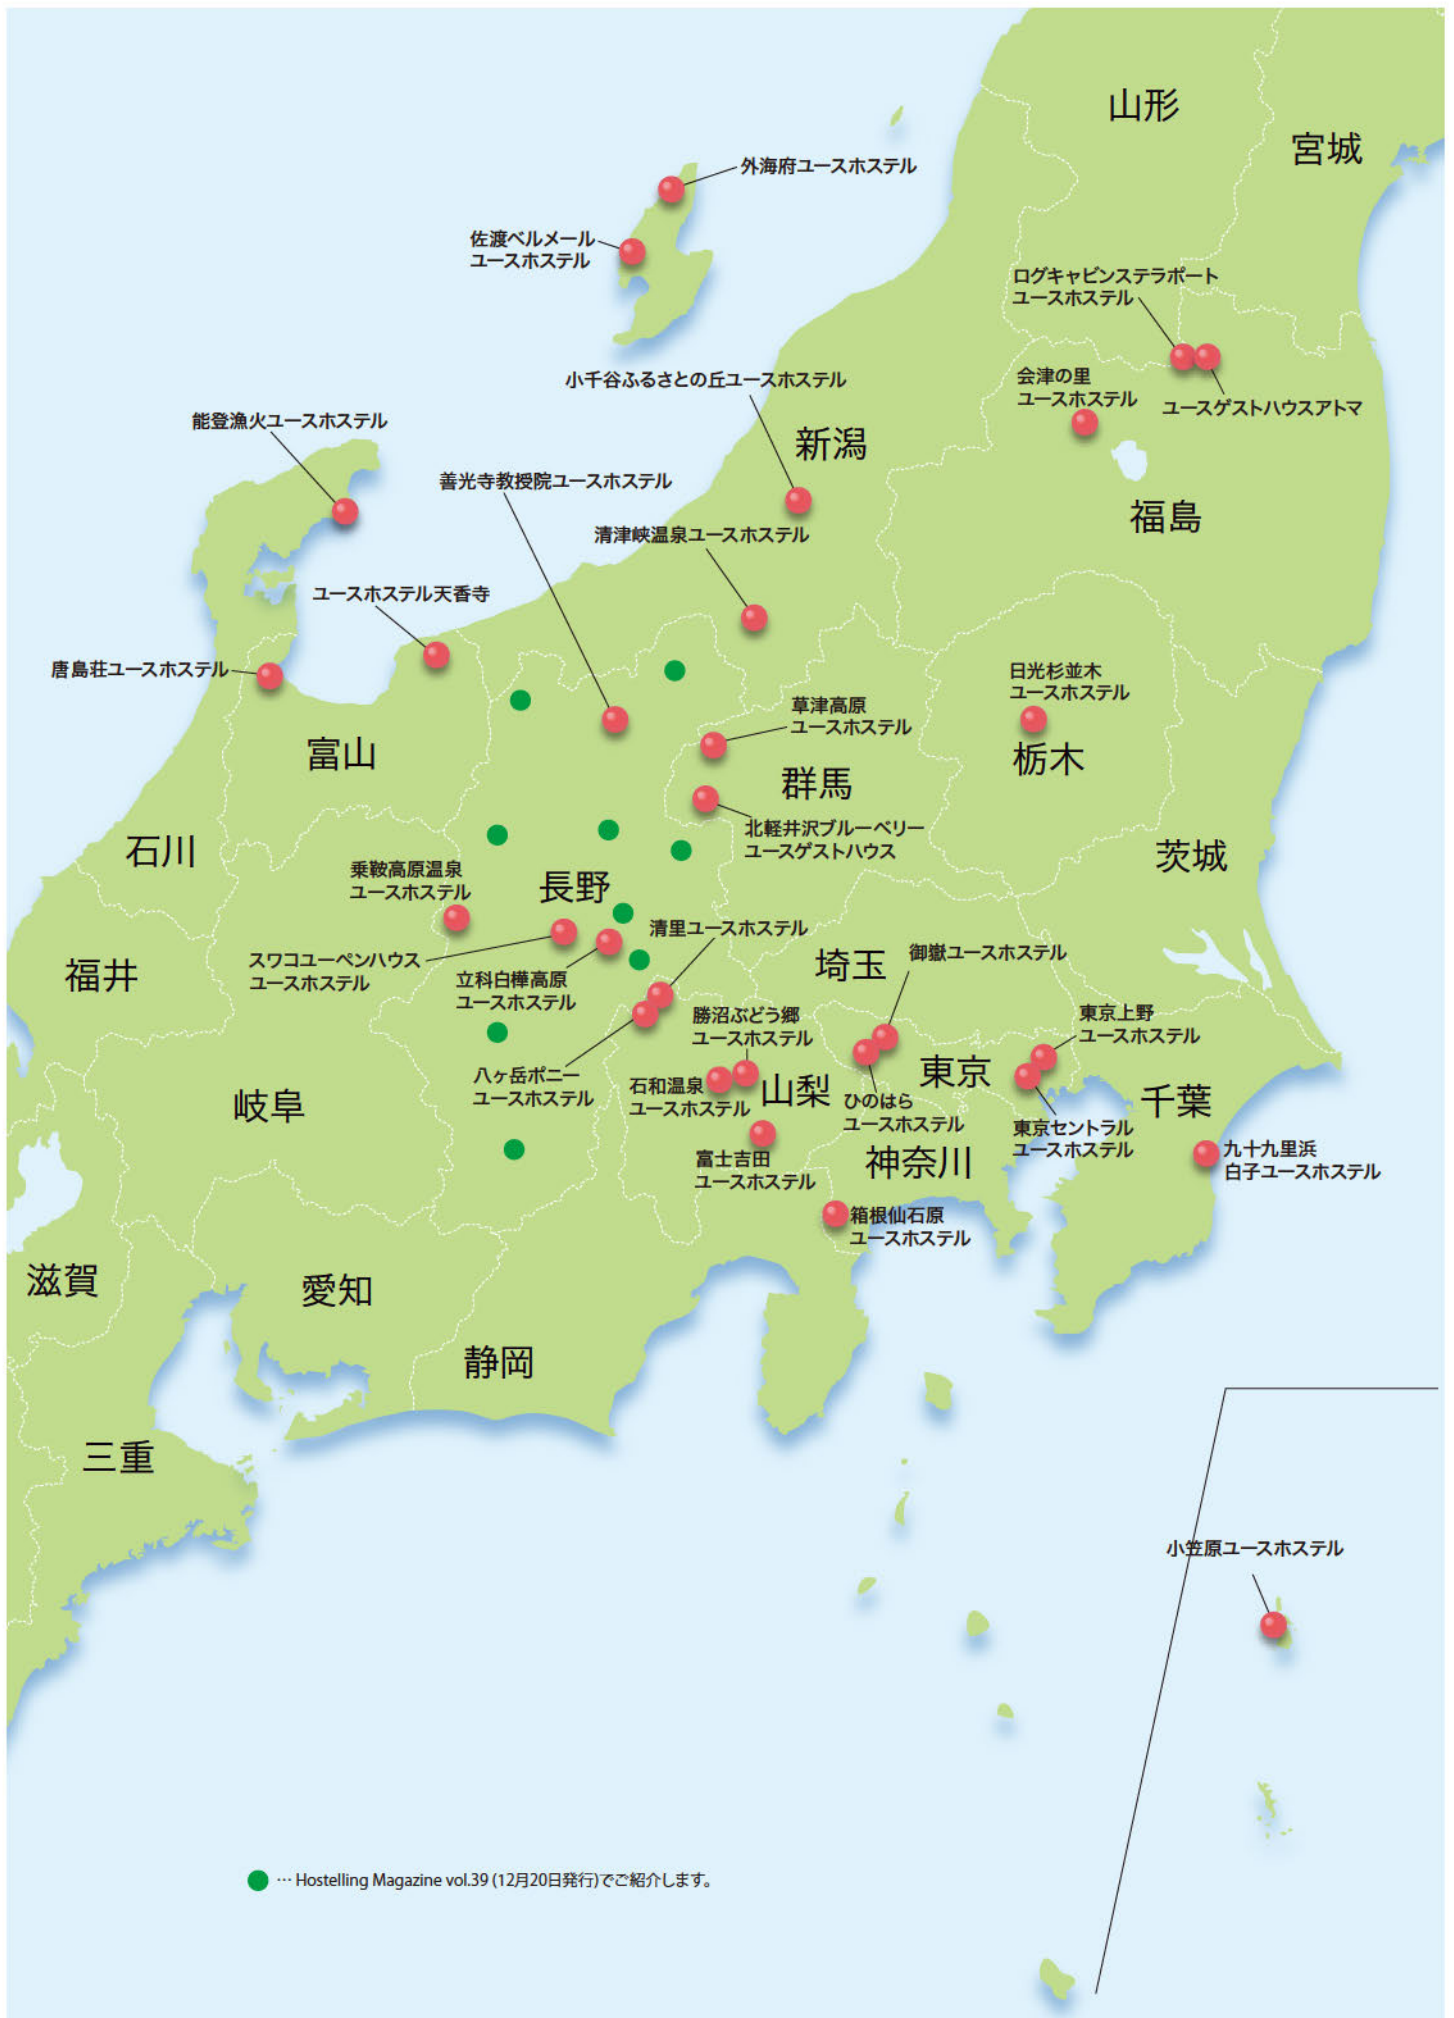 山形
宮城
外海府ユースホステル
佐渡ベルメール
ユースホステル
ログキャビンステラポート
ユースホステル
小千谷ふるさとの丘ユースホステル
会津の里
ユースホステル
ユースゲストハウスアトマ
能登漁火ユースホステル
新潟
善光寺教授院ユースホステル
福島
清津峡温泉ユースホステル
ユースホステル天香寺
唐島荘ユースホステル
日光杉並木
ユースホステル
草津高原
ユースホステル
富山
栃木
群馬
北軽井沢ブルーベリー
ユースゲストハウス
石川
茨城
乗鞍高原温泉
ユースホステル
長野
清里ユースホステル
スワコユーペンハウス
ユースホステル
埼玉
御嶽ユースホステル
福井
立科白樺高原
ユースホステル
勝沼ぶどう郷
ユースホステル
東京上野
ユースホステル
八ヶ岳ポニー
ユースホステル
石和温泉
ユースホステル
山梨
東京
ひのはら
ユースホステル
千葉
岐阜
東京セントラル
ユースホステル
富士吉田
ユースホステル
神奈川
九十九里浜
白子ユースホステル
箱根仙石原
ユースホステル
滋賀
愛知
静岡
三重
小笠原ユースホステル
… Hostelling Magazine vol.39 (12月20日発行)でご紹介します。